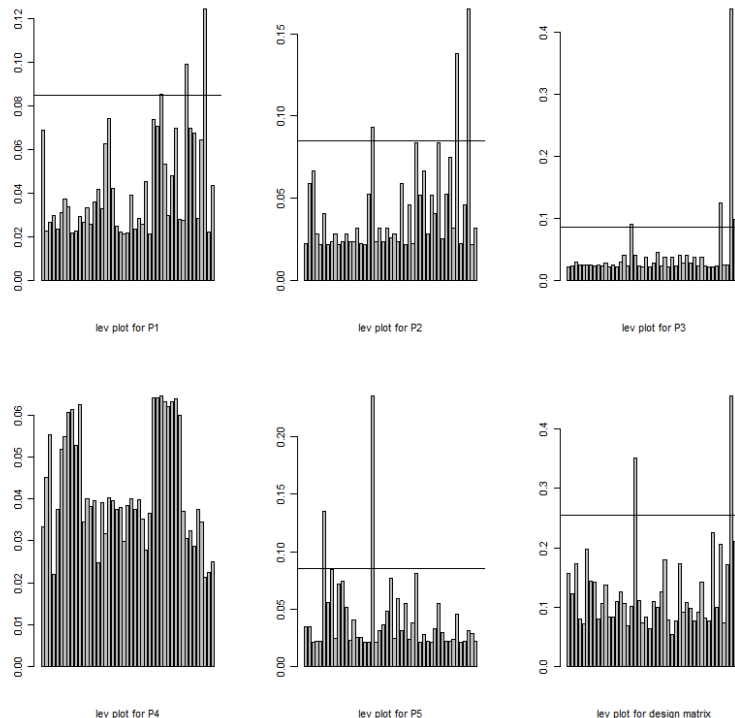 0.00 0.02 0.04 0.06 0.08 0.10 0.12
lev plot for P1
0.00 0.05 0.10 0.15
lev plot for P2
0.0 0.1 0.2 0.3 0.4
lev plot for P3
0.00 0.01 0.02 0.03 0.04 0.05 0.06
lev plot for P4
0.00 0.05 0.10 0.15 0.20
lev plot for P5
0.0 0.1 0.2 0.3 0.4
lev plot for design matrix